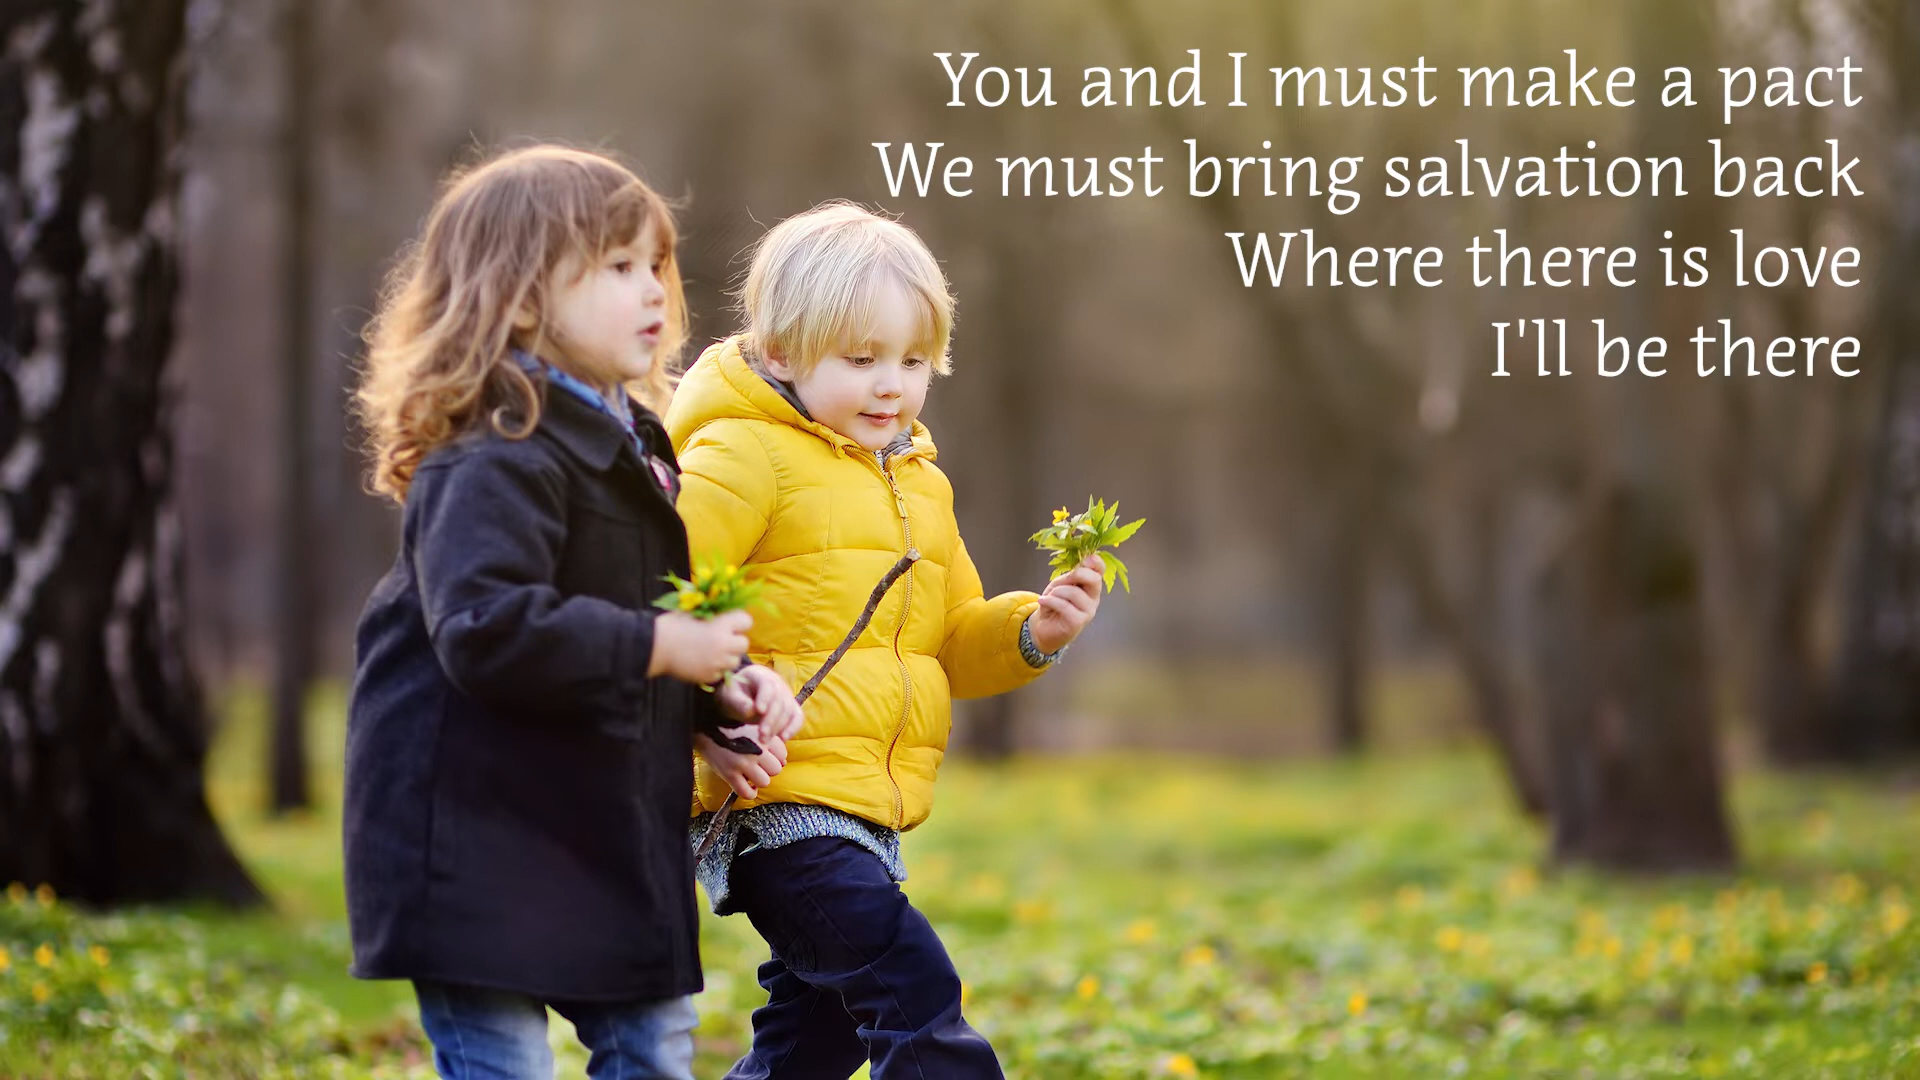 You and I must make a pact
We must bring salvation back
Where there is love
I'll be there